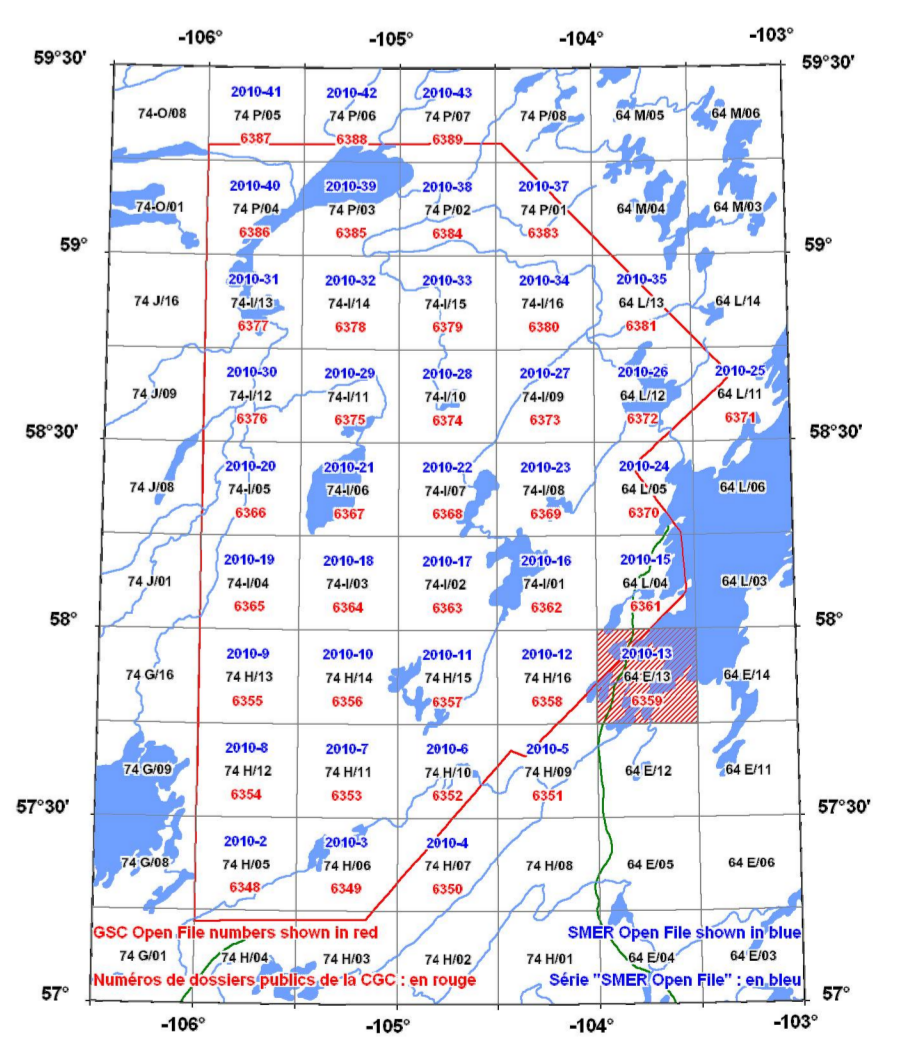 -106° -105° -104° -103°
59°30' 59°30'
2010-41 2010-42 2010-43
74-O/08 74 P/05 74 P/06 74 P/07 74 P/08 64 M/05 64 M/06
6387 6388 6389
2010-40 2010-39 2010-38 2010-37
74-O/01 74 P/04 74 P/03 74 P/02 74 P/01 64 M/04 64 M/03
6386 6385 6384 6383
59° 59°
2010-31 2010-32 2010-33 2010-34 2010-35
74 J/16 74-I/13 74-I/14 74-I/15 74-I/16 64 L/13 64 L/14
6377 6378 6379 6380 6381
2010-30 2010-29 2010-28 2010-27 2010-26 2010-25
74 J/09 74-I/12 74-I/11 74-I/10 74-I/09 64 L/12 64 L/11
6376 6375 6374 6373 6372 6371
58°30' 58°30'
2010-20 2010-21 2010-22 2010-23 2010-24
74 J/08 74-I/05 74-I/06 74-I/07 74-I/08 64 L/05 64 L/06
6366 6367 6368 6369 6370
2010-19 2010-18 2010-17 2010-16 2010-15
74 J/01 74-I/04 74-I/03 74-I/02 74-I/01 64 L/04 64 L/03
6365 6364 6363 6362 6361
58° 58°
2010-9 2010-10 2010-11 2010-12 2010-13
74 G/16 74 H/13 74 H/14 74 H/15 74 H/16 64 E/13 64 E/14
6355 6356 6357 6358 6359
2010-8 2010-7 2010-6 2010-5
74 G/09 74 H/12 74 H/11 74 H/10 74 H/09 64 E/12 64 E/11
6354 6353 6352 6351
57°30' 57°30'
2010-2 2010-3 2010-4
74 G/08 74 H/05 74 H/06 74 H/07 74 H/08 64 E/05 64 E/06
6348 6349 6350
GSC Open File numbers shown in red SMER Open File shown in blue
74 G/01 74 H/04 74 H/03 74 H/02 74 H/01 64 E/04 64 E/03
Numéros de dossiers publics de la CGC : en rouge Série "SMER Open File" : en bleu
57° 57°
-106° -105° -104° -103°